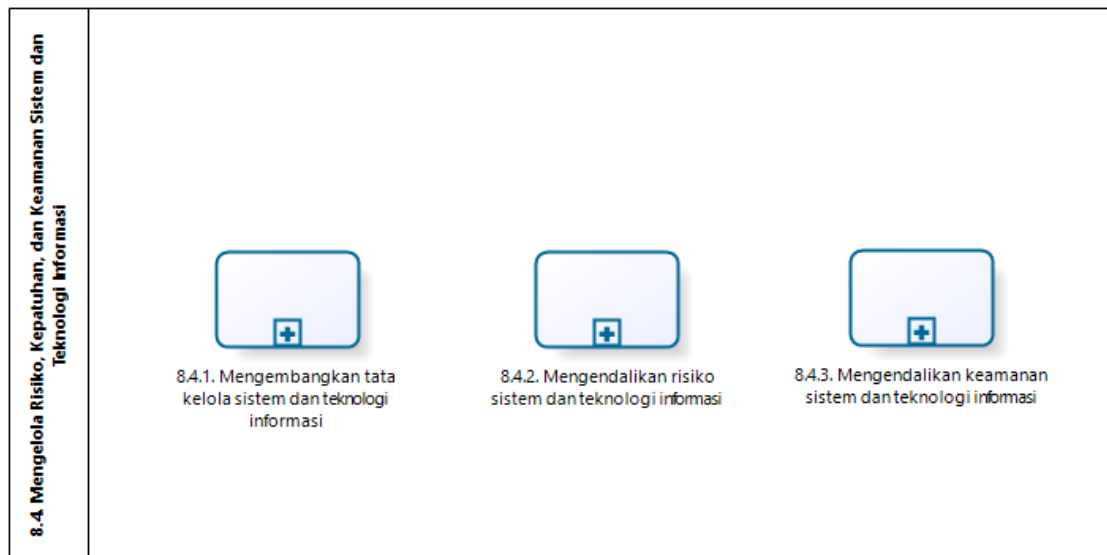 8.4. Mengelola Risiko, Kepatuhan, dan Keamanan Sistem dan
Teknologi Informasi
8.4.1. Mengembangkan tata
kelola sistem dan teknologi
informasi
8.4.2. Mengendalikan risiko
sistem dan teknologi informasi
8.4.3. Mengendalikan keamanan
sistem dan teknologi informasi